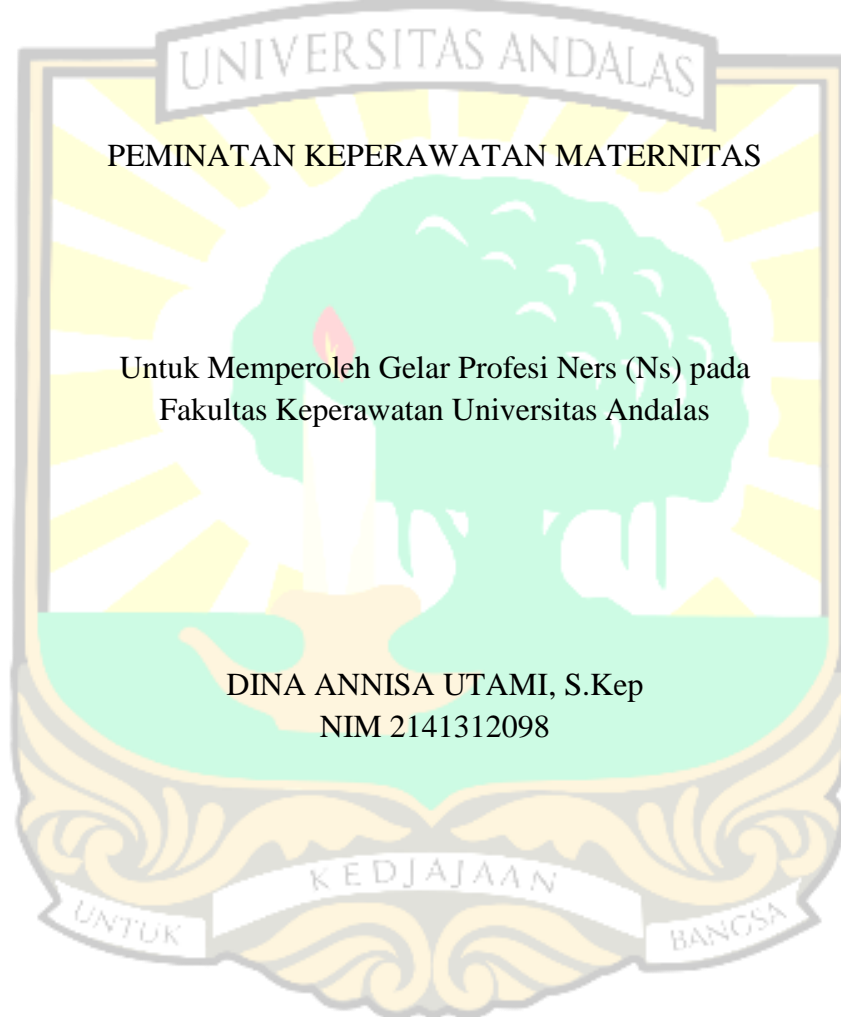 UNIVERSITAS ANDALAS
PEMINATAN KEPERAWATAN MATERNITAS
Untuk Memperoleh Gelar Profesi Ners (Ns) pada
Fakultas Keperawatan Universitas Andalas
DINA ANNISA UTAMI, S.Kep
NIM 2141312098
UNTUK KEDJAJAAN BANGSA